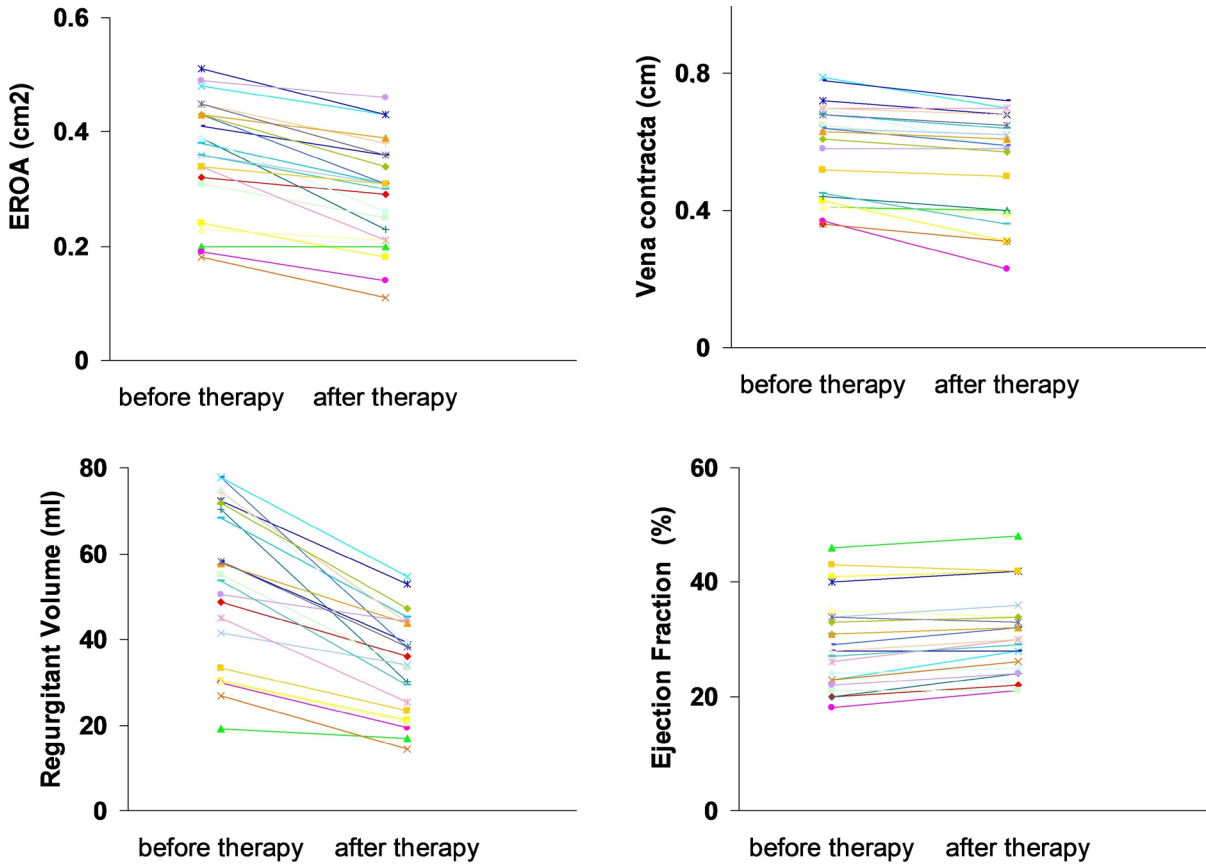 EROA (cm2)
0.6
0.4
0.2
0
before therapy after therapy
Vena contracta (cm)
0.8
0.4
0
before therapy after therapy
Regurgitant Volume (ml)
80
60
40
20
0
before therapy after therapy
Ejection Fraction (%)
60
40
20
0
before therapy after therapy